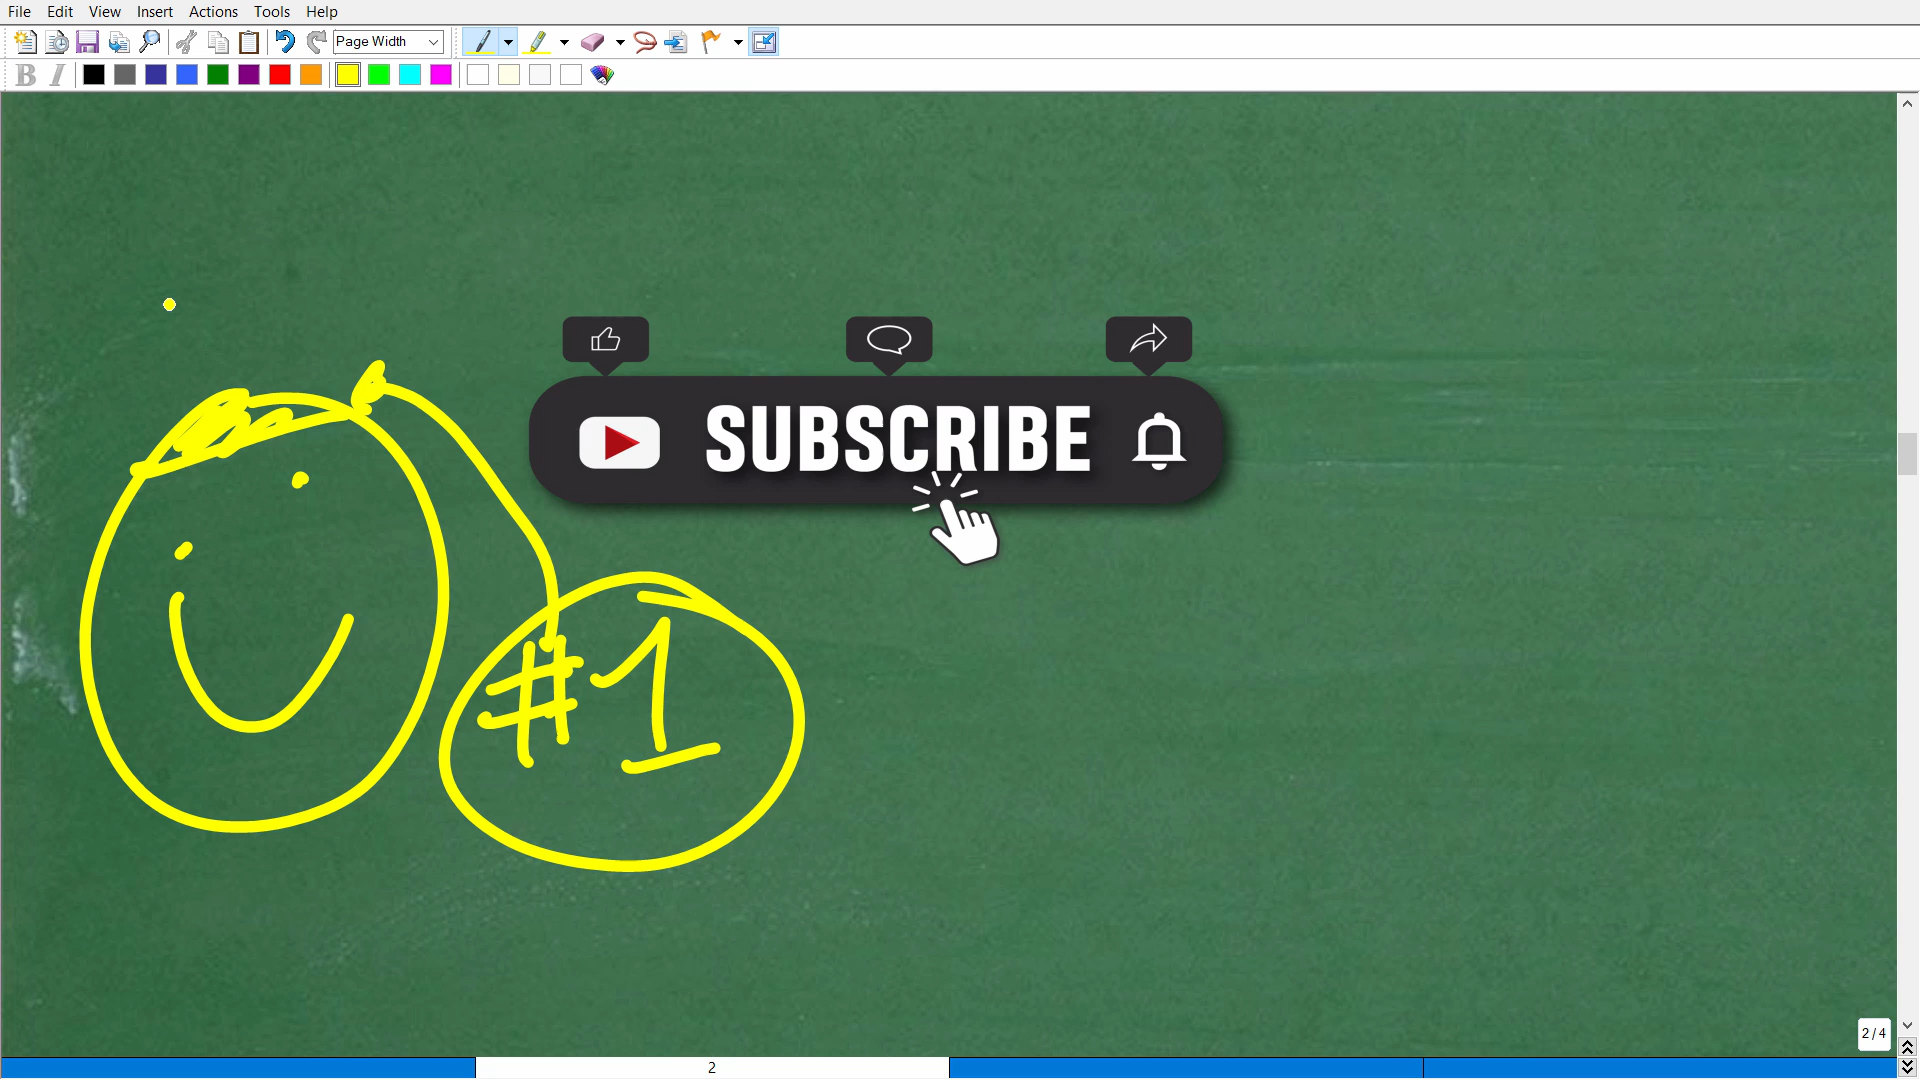 File Edit View Insert Actions Tools Help
Page Width
B I
SUBSCRIBE
#1
2 / 4
2